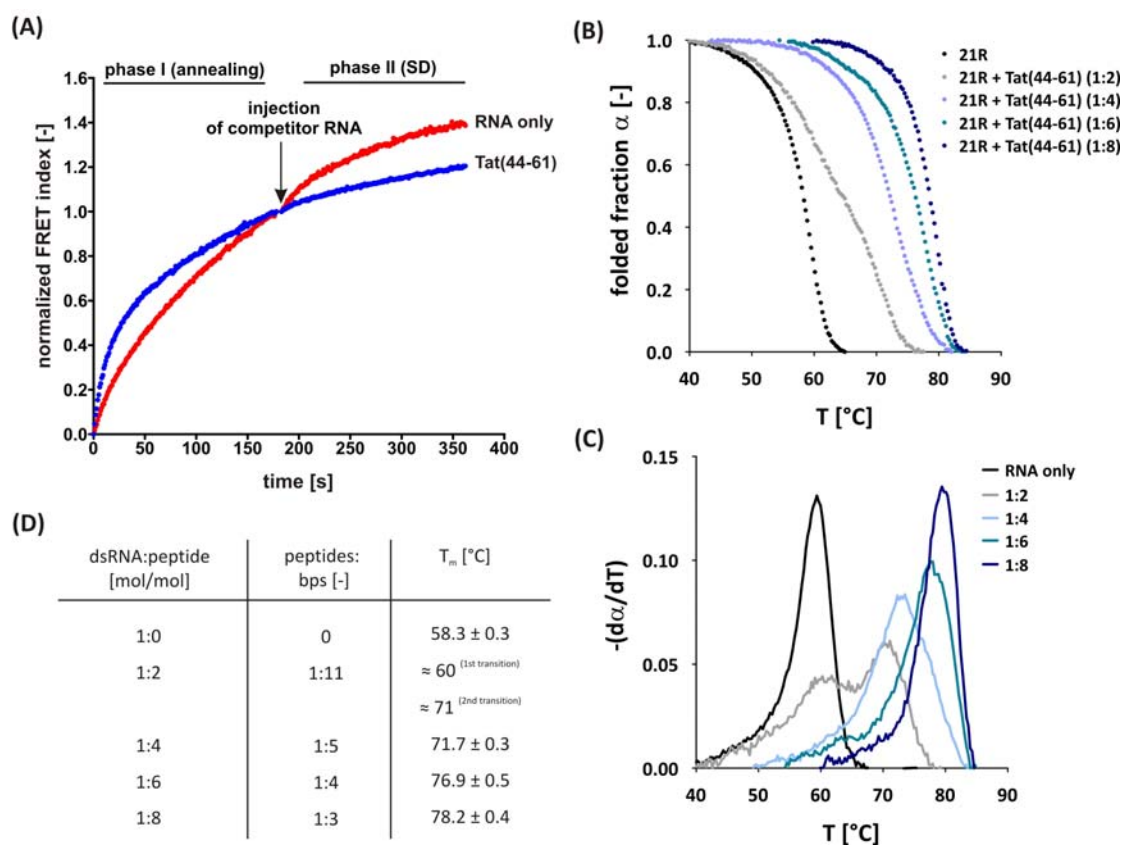 (A)
phase I (annealing)
phase II (SD)
injection
of competitor RNA
RNA only
Tat(44-61)
normalized FRET index [-]
1.6
1.4
1.2
1.0
0.8
0.6
0.4
0.2
0.0
0 50 100 150 200 250 300 350 400
time [s]
(B)
folded fraction α [-]
1.0
0.8
0.6
0.4
0.2
0.0
40 50 60 70 80 90
T [°C]
21R
21R + Tat(44-61) (1:2)
21R + Tat(44-61) (1:4)
21R + Tat(44-61) (1:6)
21R + Tat(44-61) (1:8)
(C)
-(dα/dT)
0.15
0.10
0.05
0.00
40 50 60 70 80 90
T [°C]
RNA only
1:2
1:4
1:6
1:8
(D)
dsRNA:peptide peptides: Tm [°C]
[mol/mol] bps [-]
1:0 0 58.3 ± 0.3
1:2 1:11 ≈ 60 (1st transition)
≈ 71 (2nd transition)
1:4 1:5 71.7 ± 0.3
1:6 1:4 76.9 ± 0.5
1:8 1:3 78.2 ± 0.4